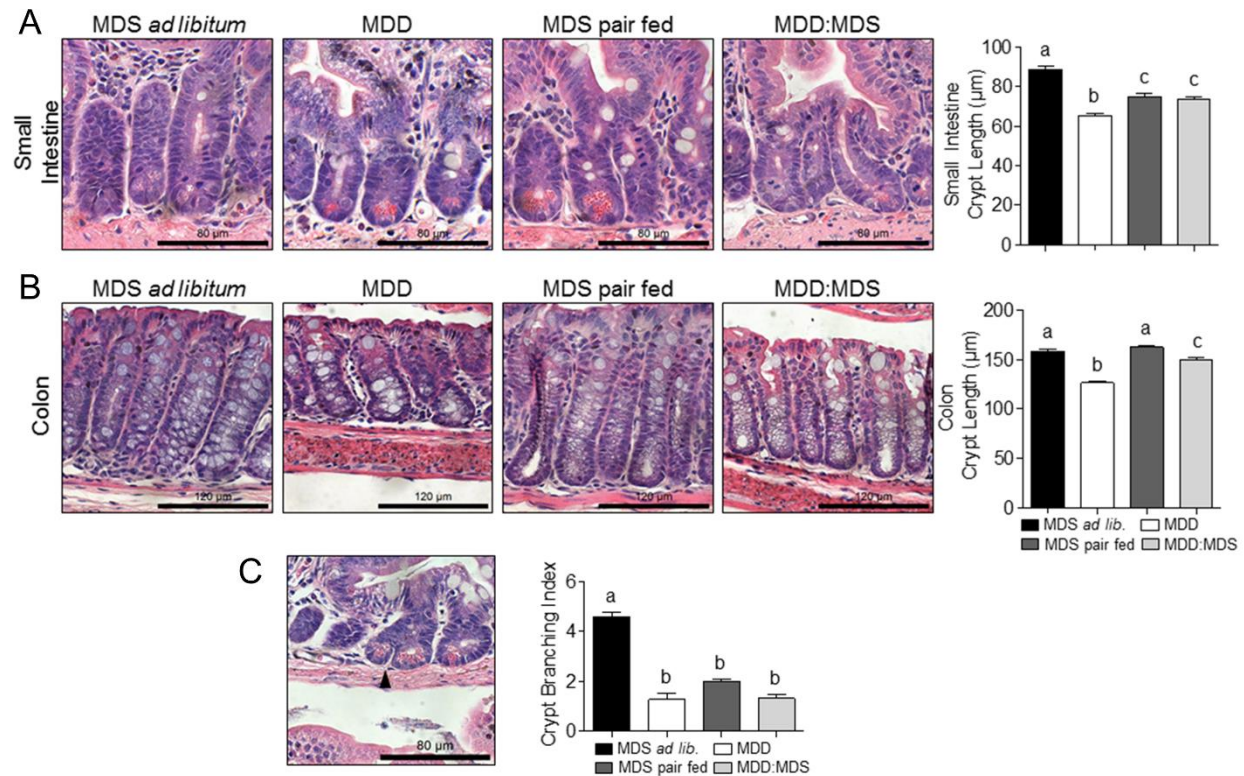 A
MDS ad libitum
MDD
MDS pair fed
MDD:MDS
Small
Intestine
80 µm
80 µm
80 µm
80 µm
Small Intestine
Crypt Length (µm)
100
80
60
40
20
0
a
b
c
c
B
MDS ad libitum
MDD
MDS pair fed
MDD:MDS
Colon
120 µm
120 µm
120 µm
120 µm
Colon
Crypt Length (µm)
200
150
100
50
0
a
b
a
c
MDS ad lib.
MDD
MDS pair fed
MDD:MDS
C
80 µm
Crypt Branching Index
6
4
2
0
a
b
b
b
MDS ad lib.
MDD
MDS pair fed
MDD:MDS